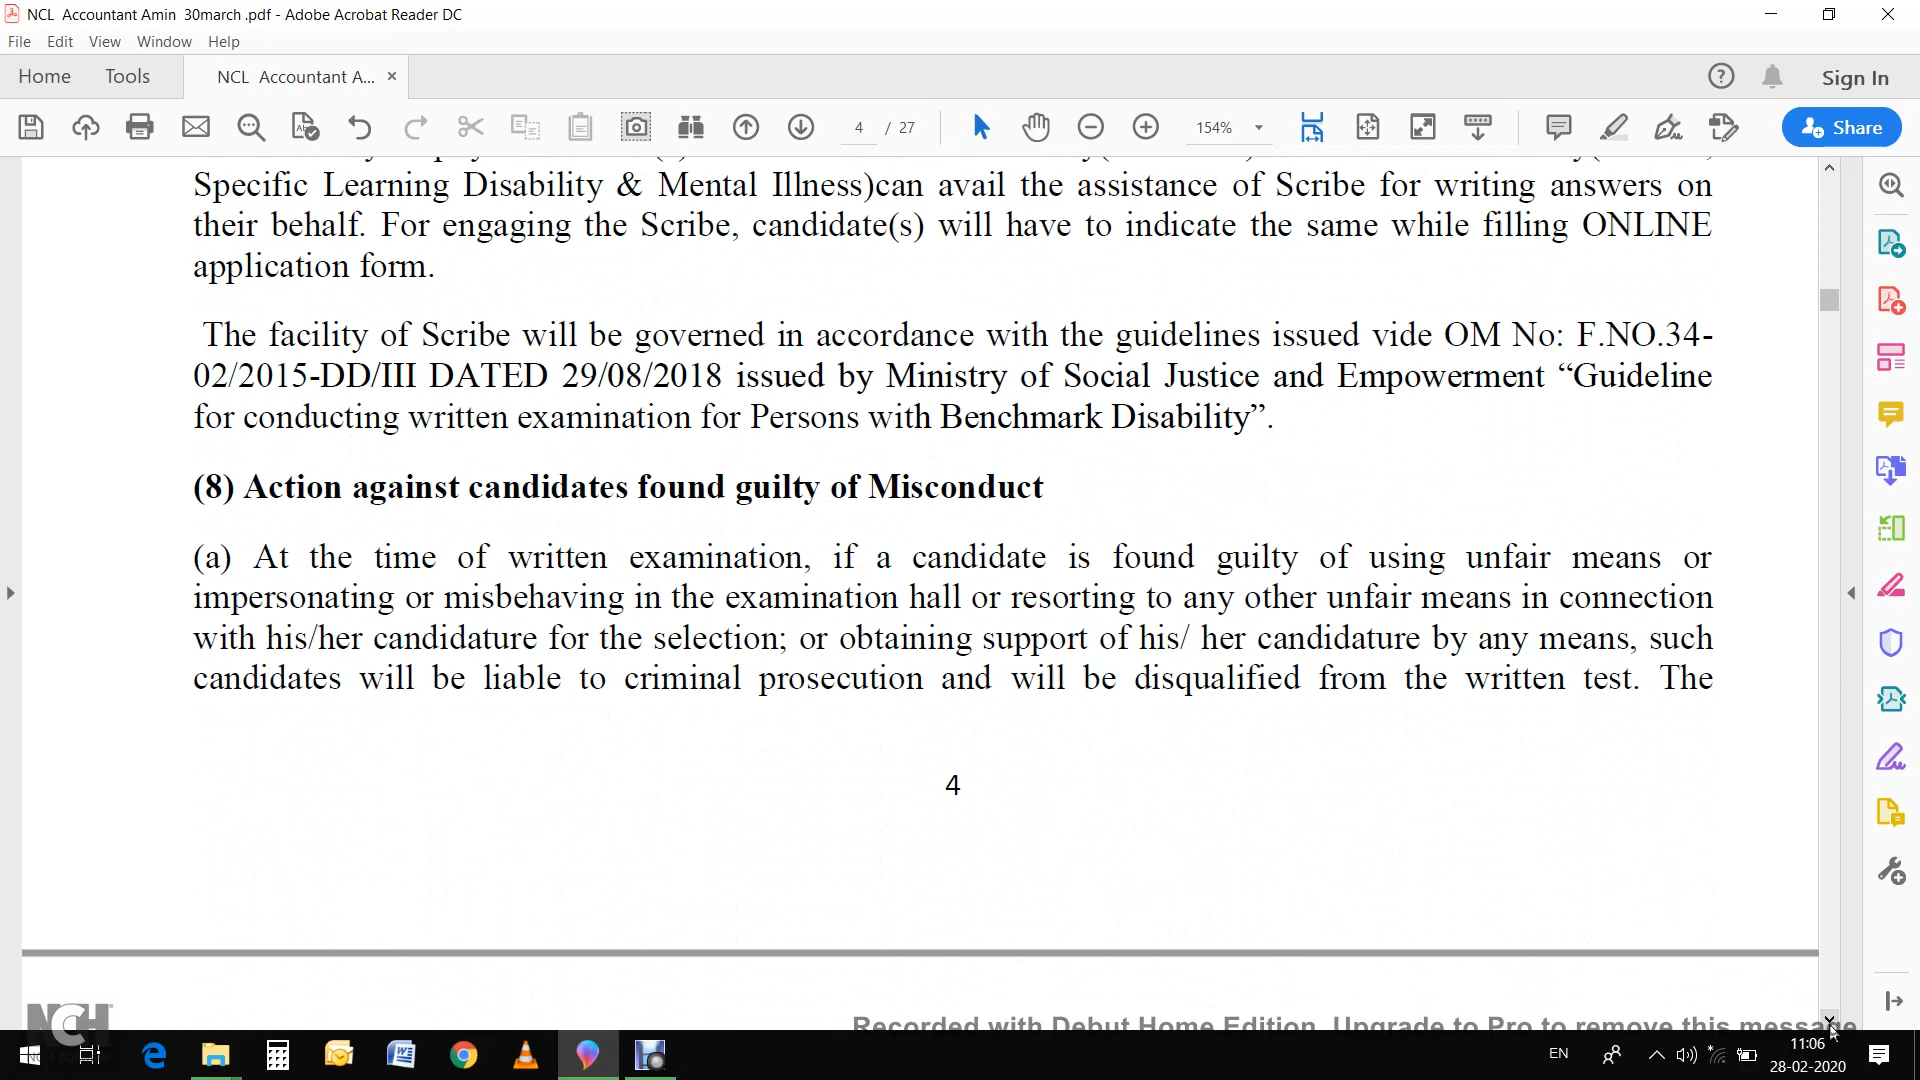 NCL Accountant Amin 30march .pdf - Adobe Acrobat Reader DC
File Edit View Window Help
Home Tools NCL Accountant A... × Sign In
4 / 27 154% Share
Specific Learning Disability & Mental Illness)can avail the assistance of Scribe for writing answers on
their behalf. For engaging the Scribe, candidate(s) will have to indicate the same while filling ONLINE
application form.
The facility of Scribe will be governed in accordance with the guidelines issued vide OM No: F.NO.34-
02/2015-DD/III DATED 29/08/2018 issued by Ministry of Social Justice and Empowerment “Guideline
for conducting written examination for Persons with Benchmark Disability”.
(8) Action against candidates found guilty of Misconduct
(a) At the time of written examination, if a candidate is found guilty of using unfair means or
impersonating or misbehaving in the examination hall or resorting to any other unfair means in connection
with his/her candidature for the selection; or obtaining support of his/ her candidature by any means, such
candidates will be liable to criminal prosecution and will be disqualified from the written test. The
4
NCH
Recorded with Debut Home Edition. Upgrade to Pro to remove this message
EN 11:06
28-02-2020